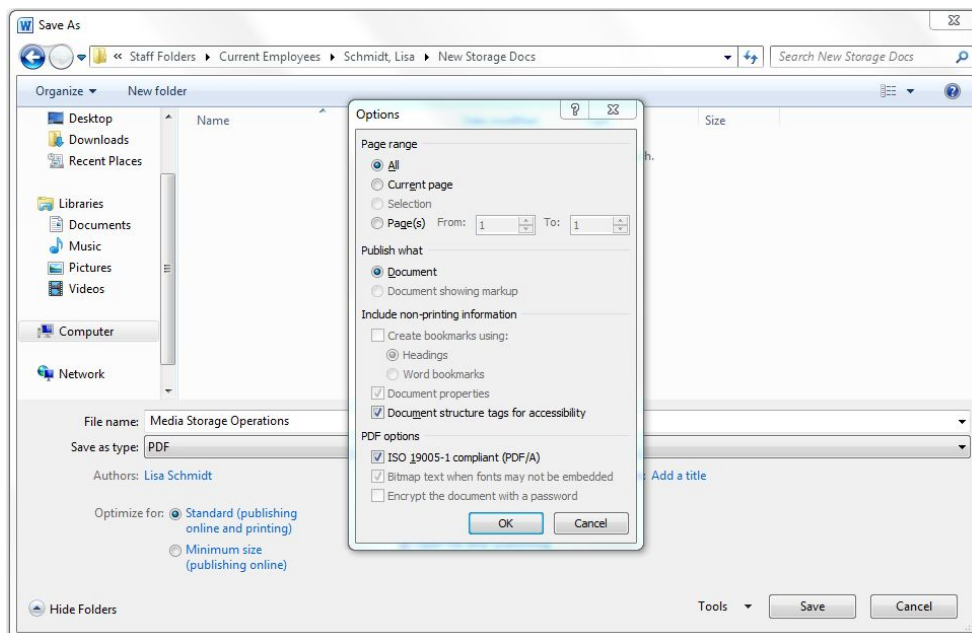 Save As
« Staff Folders Current Employees Schmidt, Lisa New Storage Docs Search New Storage Docs
Organize New folder
Desktop
Downloads
Recent Places
Libraries
Documents
Music
Pictures
Videos
Computer
Network
Name Size
h.
Options
Page range
All
Current page
Selection
Page(s) From: 1 To: 1
Publish what
Document
Document showing markup
Include non-printing information
Create bookmarks using:
Headings
Word bookmarks
Document properties
Document structure tags for accessibility
PDF options
ISO 19005-1 compliant (PDF/A)
Bitmap text when fonts may not be embedded
Encrypt the document with a password
OK Cancel
File name: Media Storage Operations
Save as type: PDF
Authors: Lisa Schmidt Add a title
Optimize for: Standard (publishing
online and printing)
Minimum size
(publishing online)
Hide Folders Tools Save Cancel